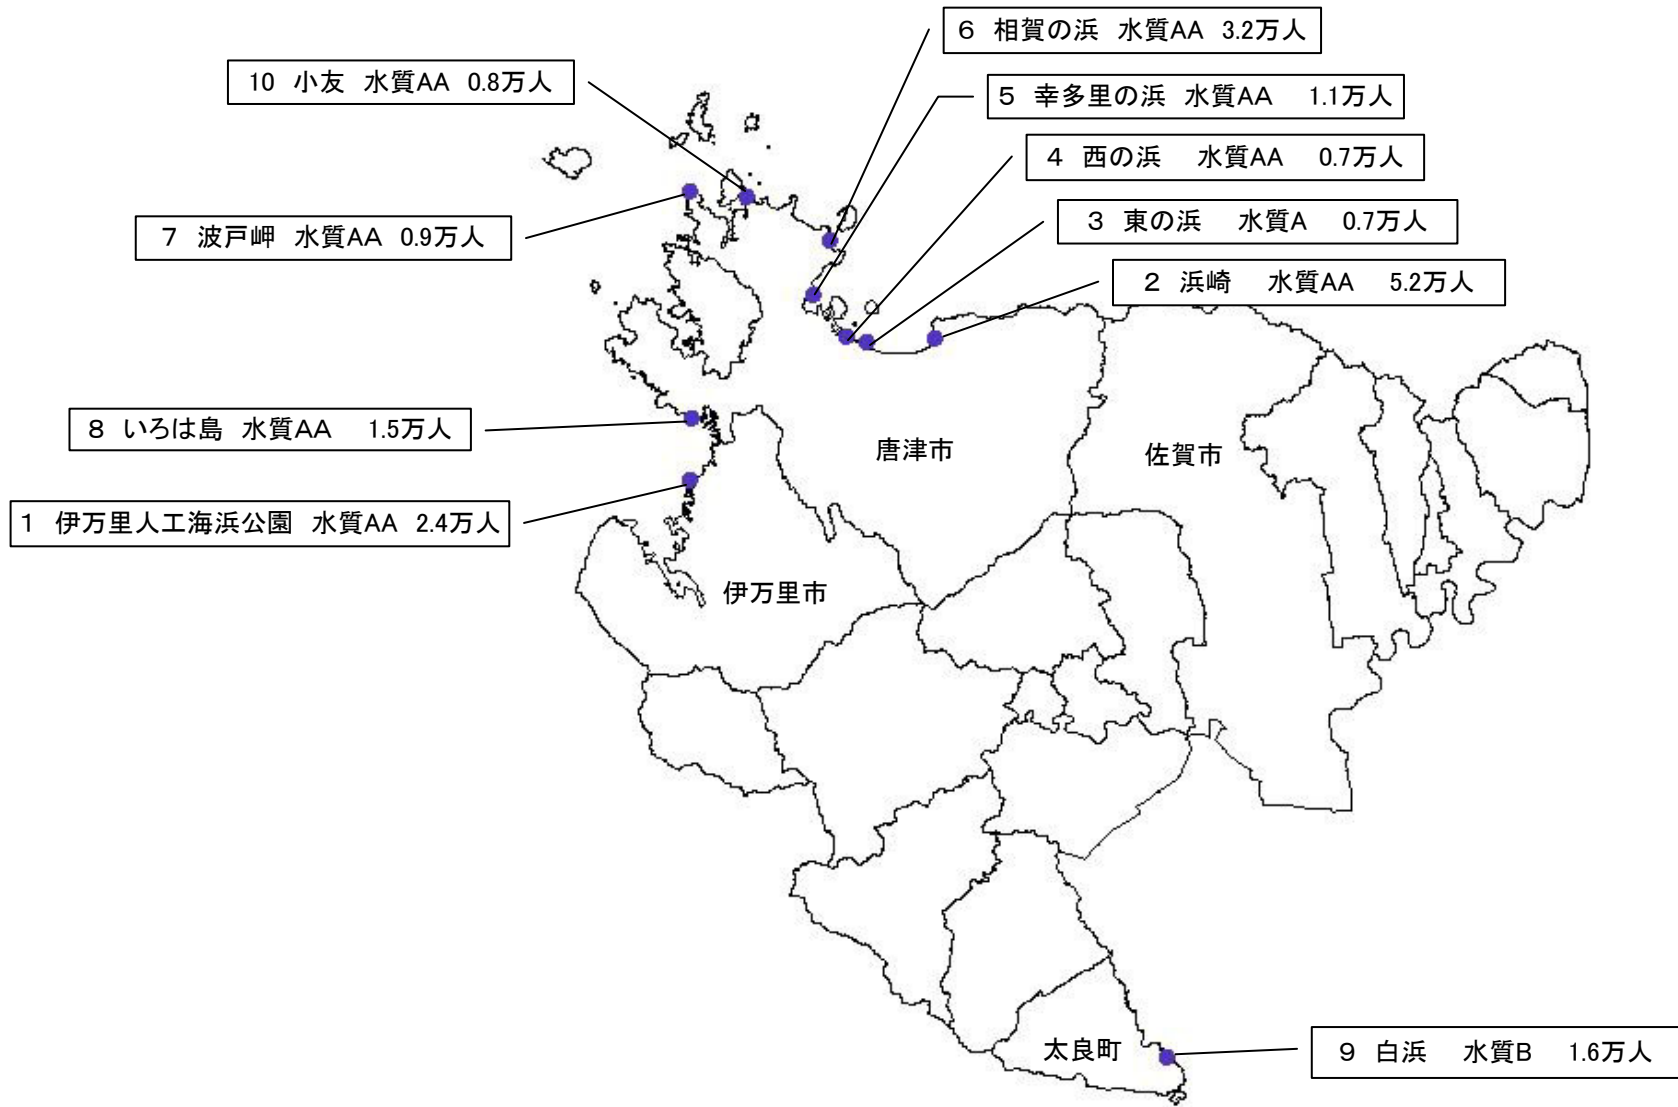 6 相賀の浜 水質AA 3.2万人
10 小友 水質AA 0.8万人
5 幸多里の浜 水質AA 1.1万人
4 西の浜 水質AA 0.7万人
3 東の浜 水質A 0.7万人
7 波戸岬 水質AA 0.9万人
2 浜崎 水質AA 5.2万人
8 いろは島 水質AA 1.5万人
唐津市
佐賀市
1 伊万里人工海浜公園 水質AA 2.4万人
伊万里市
太良町
9 白浜 水質B 1.6万人